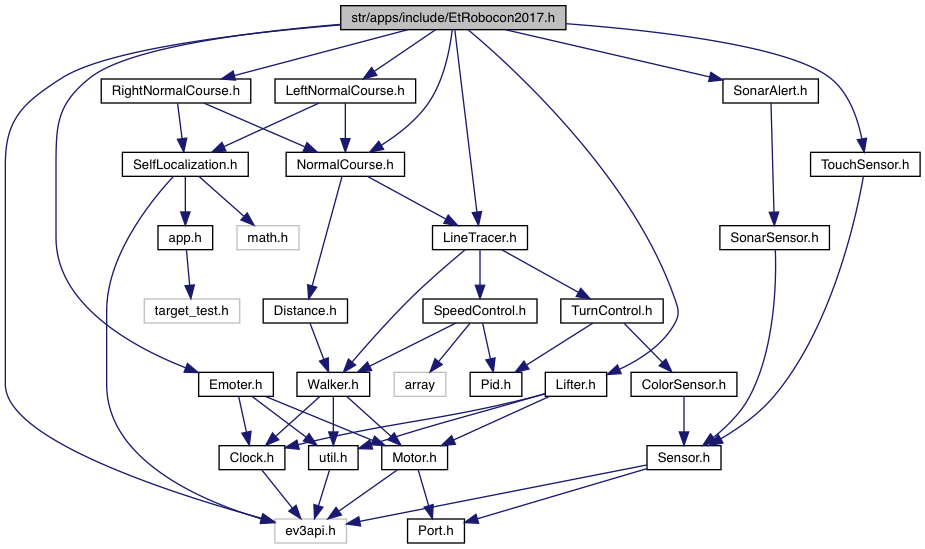 str/apps/include/EtRobocon2017.h
RightNormalCourse.h
LeftNormalCourse.h
SonarAlert.h
SelfLocalization.h
NormalCourse.h
TouchSensor.h
app.h
math.h
LineTracer.h
SonarSensor.h
target_test.h
Distance.h
SpeedControl.h
TurnControl.h
Emoter.h
Walker.h
array
Pid.h
Lifter.h
ColorSensor.h
Clock.h
util.h
Motor.h
Sensor.h
ev3api.h
Port.h